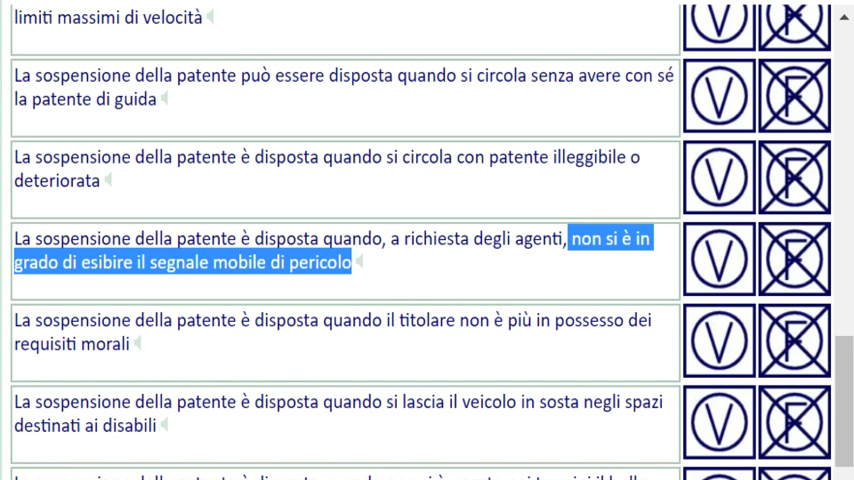 limiti massimi di velocità
La sospensione della patente può essere disposta quando si circola senza avere con sé
la patente di guida
V F
La sospensione della patente è disposta quando si circola con patente illeggibile o
deteriorata
V F
La sospensione della patente è disposta quando, a richiesta degli agenti, non si è in
grado di esibire il segnale mobile di pericolo
V F
La sospensione della patente è disposta quando il titolare non è più in possesso dei
requisiti morali
V F
La sospensione della patente è disposta quando si lascia il veicolo in sosta negli spazi
destinati ai disabili
V F